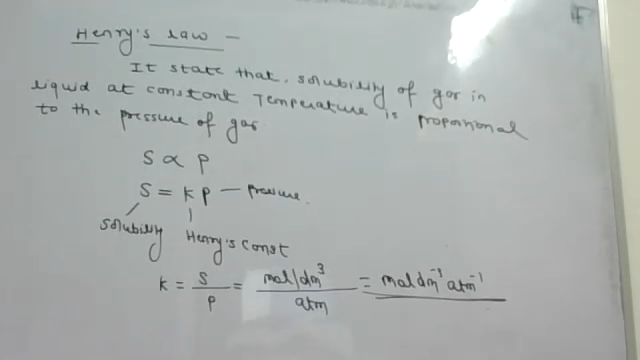 Henry's law -
It state that, solubility of gas in
liquid at constant Temperature is proportional
to the pressure of gas
S ∝ P
S = k P - pressure.
solubility Henry's const
k = S/P = mol/dm³/atm = mol dm⁻¹ atm⁻¹